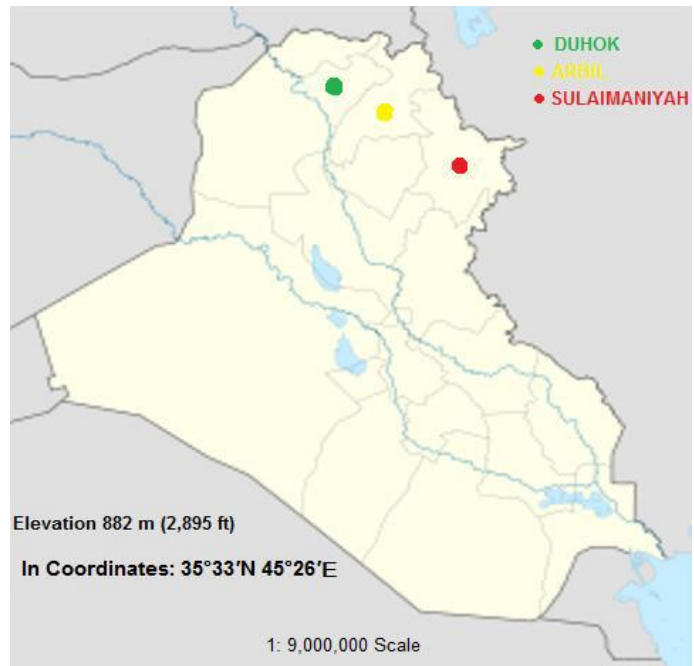 DUHOK
ARBIL
SULAIMANIYAH
Elevation 882 m (2,895 ft)
In Coordinates: 35°33′N 45°26′E
1: 9,000,000 Scale